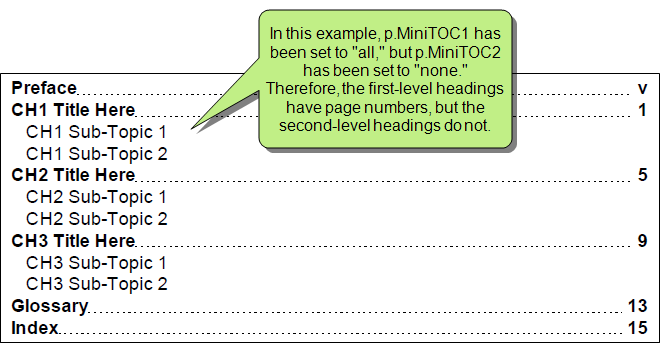 In this example, p.MiniTOC1 has
been set to "all," but p.MiniTOC2
has been set to "none."
Therefore, the first-level headings
have page numbers, but the
second-level headings do not.
Preface v
CH1 Title Here 1
CH1 Sub-Topic 1
CH1 Sub-Topic 2
CH2 Title Here 5
CH2 Sub-Topic 1
CH2 Sub-Topic 2
CH3 Title Here 9
CH3 Sub-Topic 1
CH3 Sub-Topic 2
Glossary 13
Index 15